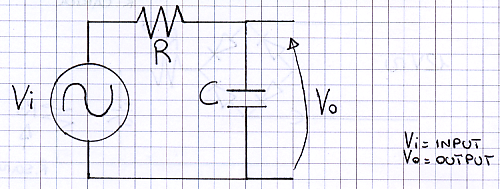 R
Vi
C
Vo
Vi = INPUT
Vo = OUTPUT